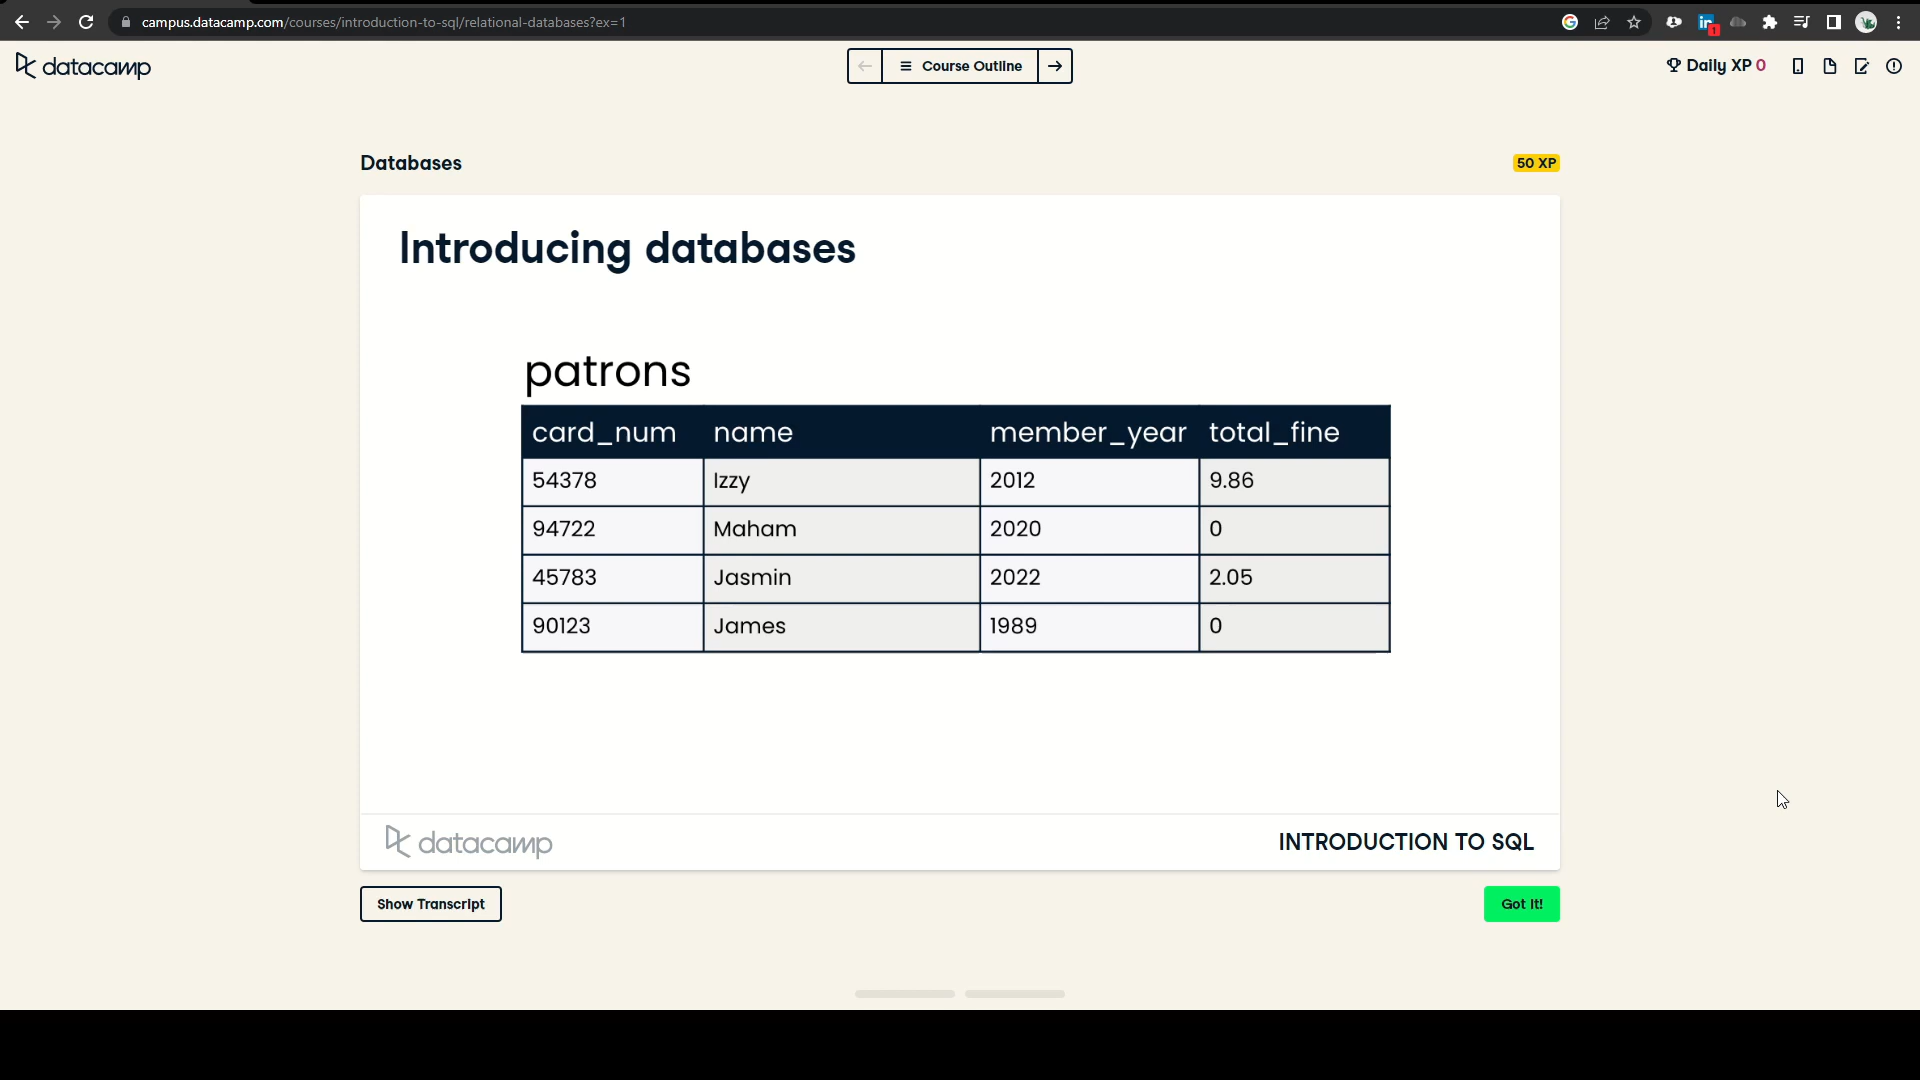 campus.datacamp.com/courses/introduction-to-sql/relational-databases?ex=1
in 1
datacamp
Course Outline
Daily XP 0
Databases
50 XP
Introducing databases
patrons
card_num name member_year total_fine
54378 Izzy 2012 9.86
94722 Maham 2020 0
45783 Jasmin 2022 2.05
90123 James 1989 0
datacamp
INTRODUCTION TO SQL
Show Transcript
Got It!